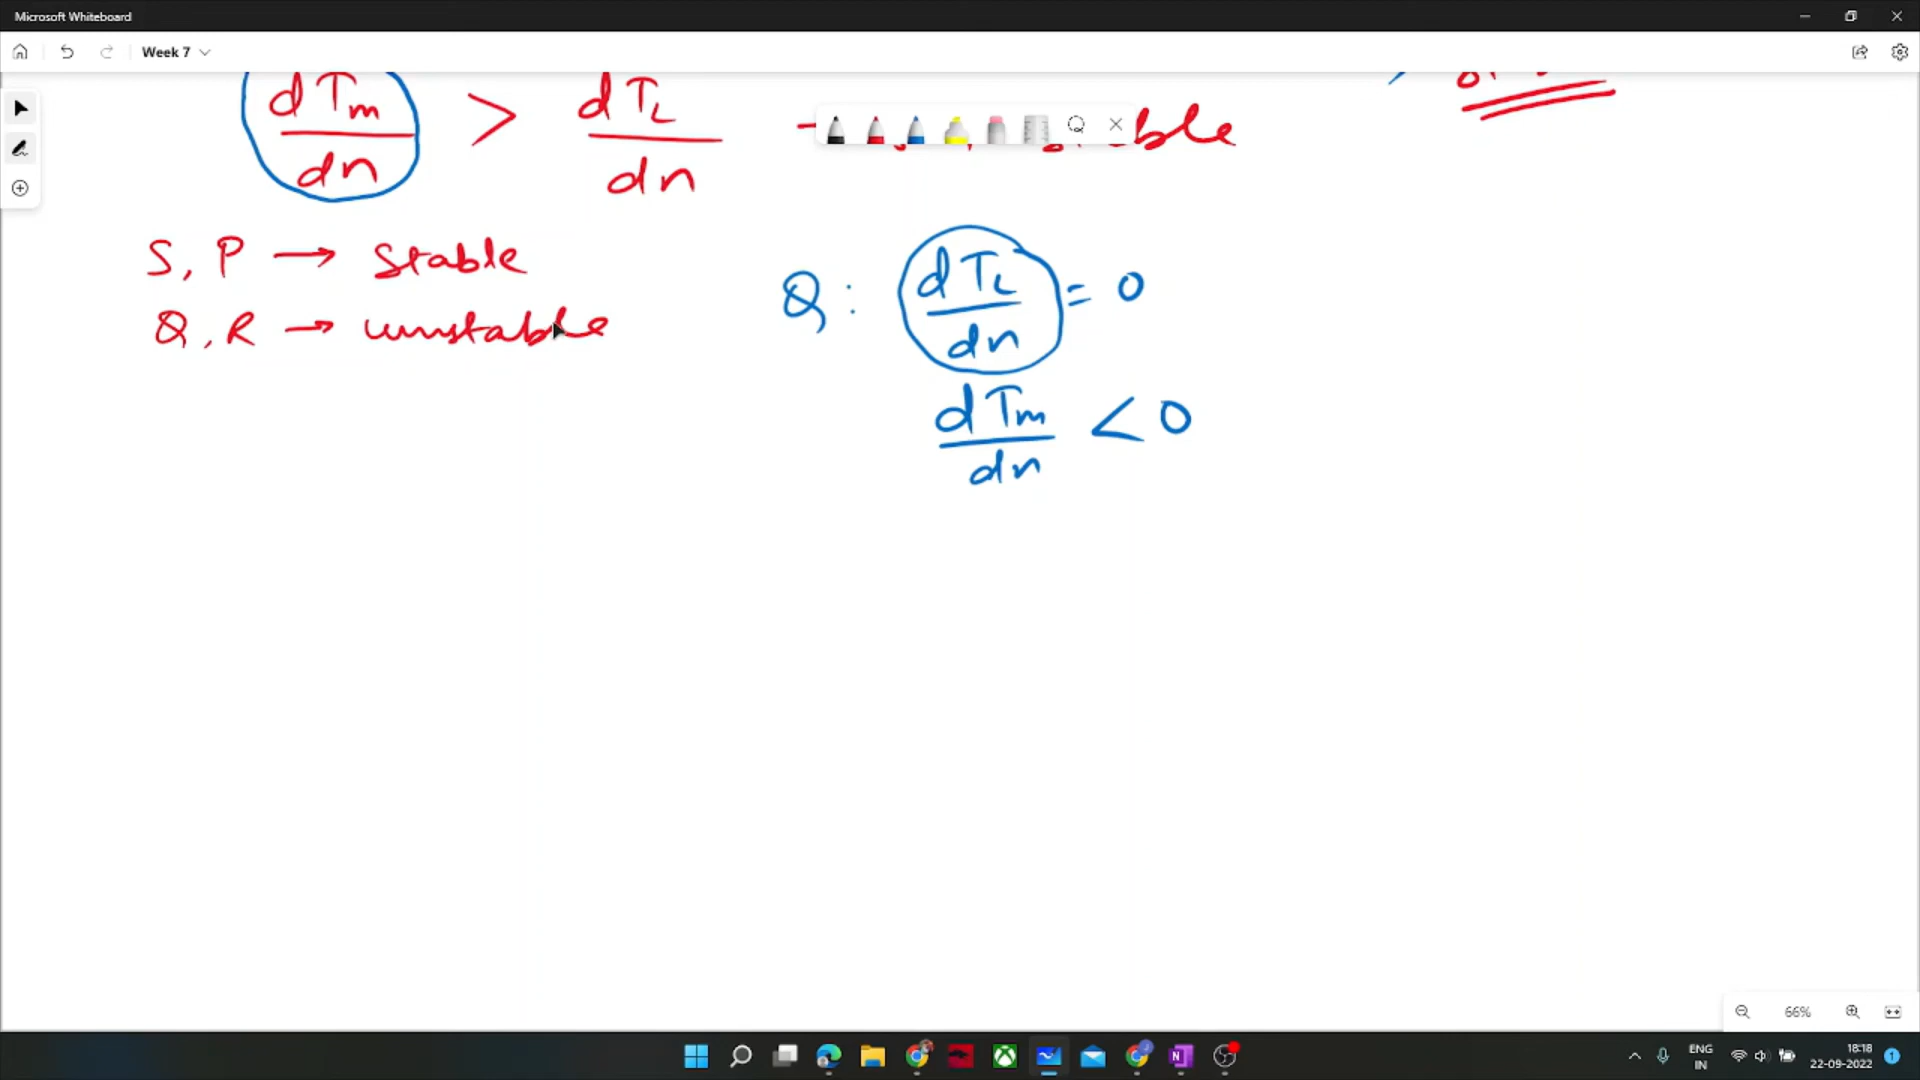 Microsoft Whiteboard
Week 7
dTm/dn > dTL/dn
S, P → Stable
Q, R → unstable
Q : dTL/dn = 0
dTm/dn < 0
66%
ENG
IN
18:18
22-09-2022
1